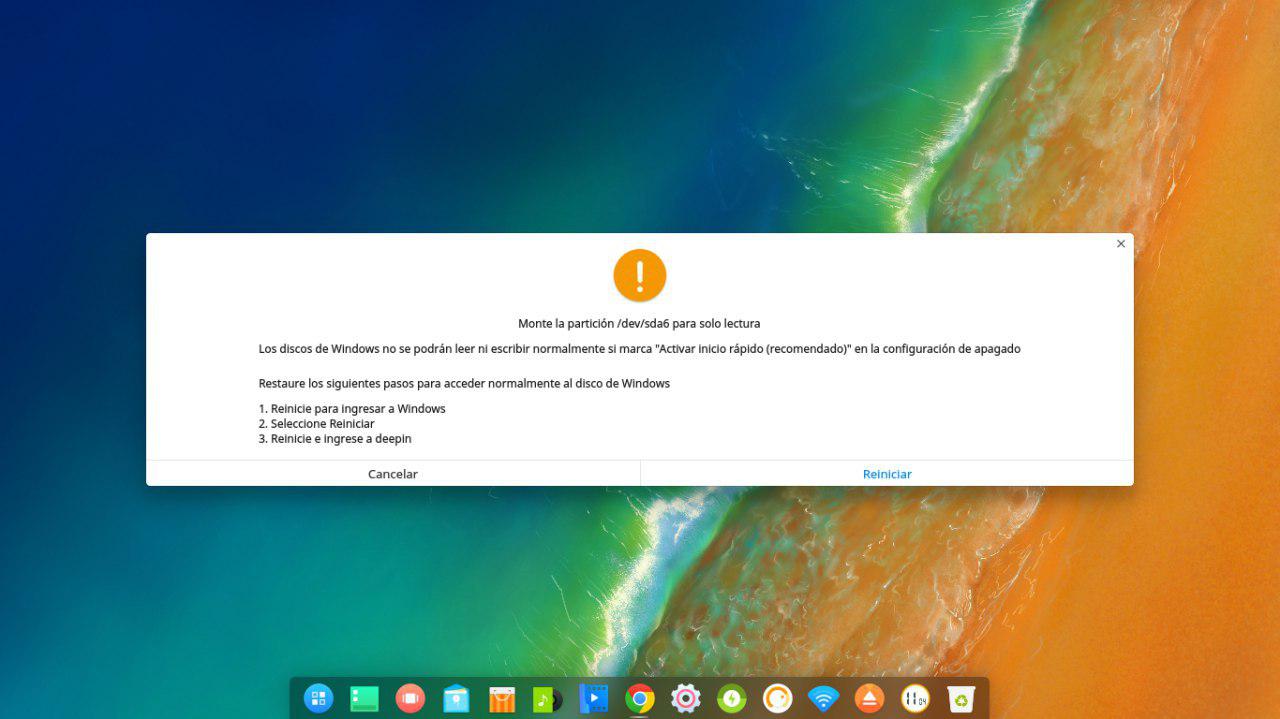 Monte la partición /dev/sda6 para solo lectura
Los discos de Windows no se podrán leer ni escribir normalmente si marca "Activar inicio rápido (recomendado)" en la configuración de apagado
Restaure los siguientes pasos para acceder normalmente al disco de Windows
1. Reinicie para ingresar a Windows
2. Seleccione Reiniciar
3. Reinicie e ingrese a deepin
Cancelar
Reiniciar